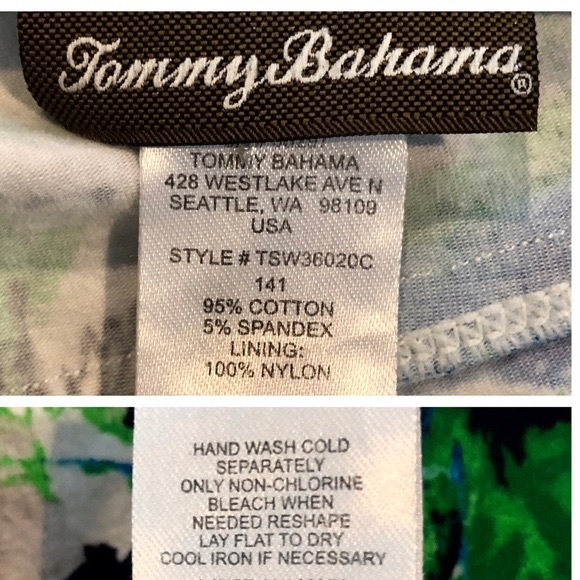 Tommy Bahama®
TOMMY BAHAMA
428 WESTLAKE AVE N
SEATTLE, WA 98109
USA
STYLE # TSW36020C
141
95% COTTON
5% SPANDEX
LINING:
100% NYLON
HAND WASH COLD
SEPARATELY
ONLY NON-CHLORINE
BLEACH WHEN
NEEDED RESHAPE
LAY FLAT TO DRY
COOL IRON IF NECESSARY